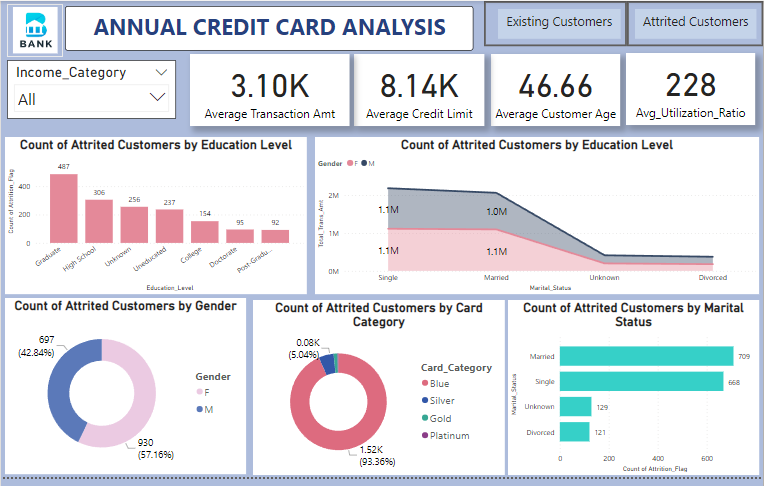 BANK
ANNUAL CREDIT CARD ANALYSIS
Existing Customers
Attrited Customers
Income_Category
All
3.10K
Average Transaction Amt
8.14K
Average Credit Limit
46.66
Average Customer Age
228
Avg_Utilization_Ratio
Count of Attrited Customers by Education Level
Count of Attrition_Flag
400
200
0
487
306
256
237
154
95
92
Graduate
High School
Unknown
Uneducated
College
Doctorate
Post-Gradu...
Education_Level
Count of Attrited Customers by Education Level
Gender F M
Total_Trans_Amt
2M
1M
0M
1.1M
1.0M
1.1M
1.1M
Single
Married
Unknown
Divorced
Marital_Status
Count of Attrited Customers by Gender
697
(42.84%)
930
(57.16%)
Gender
F
M
Count of Attrited Customers by Card
Category
0.08K
(5.04%)
1.52K
(93.36%)
Card_Category
Blue
Silver
Gold
Platinum
Count of Attrited Customers by Marital
Status
Marital_Status
Married
709
Single
668
Unknown
129
Divorced
121
0
200
400
600
Count of Attrition_Flag